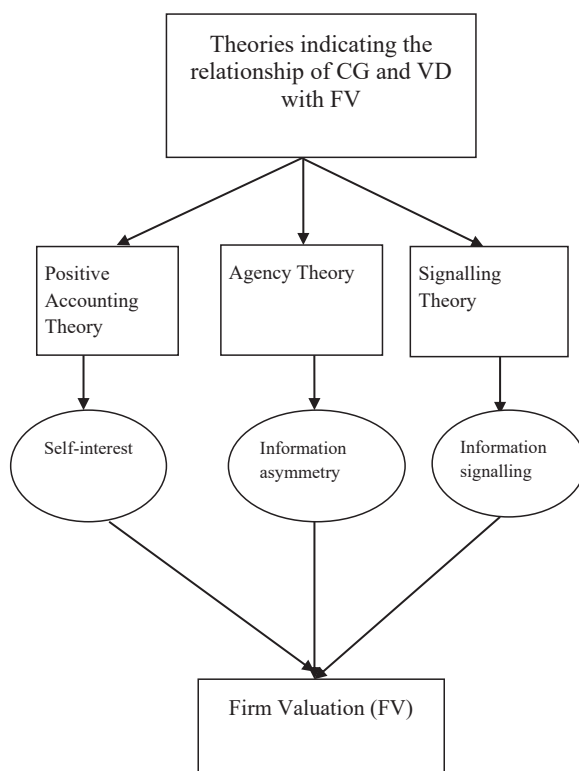 Theories indicating the
relationship of CG and VD
with FV
Positive
Accounting
Theory
Agency Theory
Signalling
Theory
Self-interest
Information
asymmetry
Information
signalling
Firm Valuation (FV)